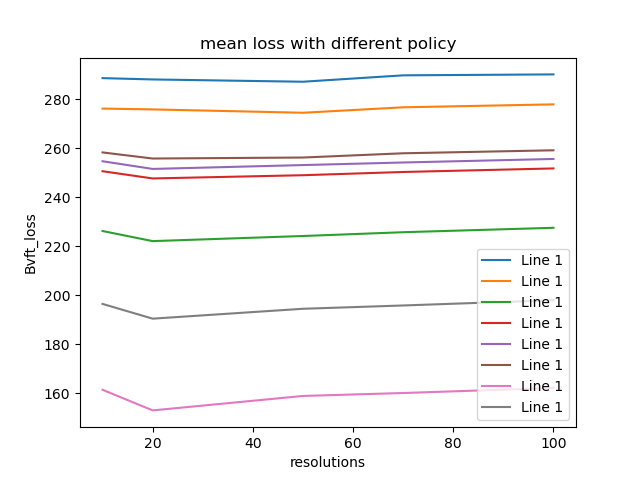 mean loss with different policy
Bvft_loss
280
260
240
220
200
180
160
20
40
60
80
100
resolutions
Line 1
Line 1
Line 1
Line 1
Line 1
Line 1
Line 1
Line 1